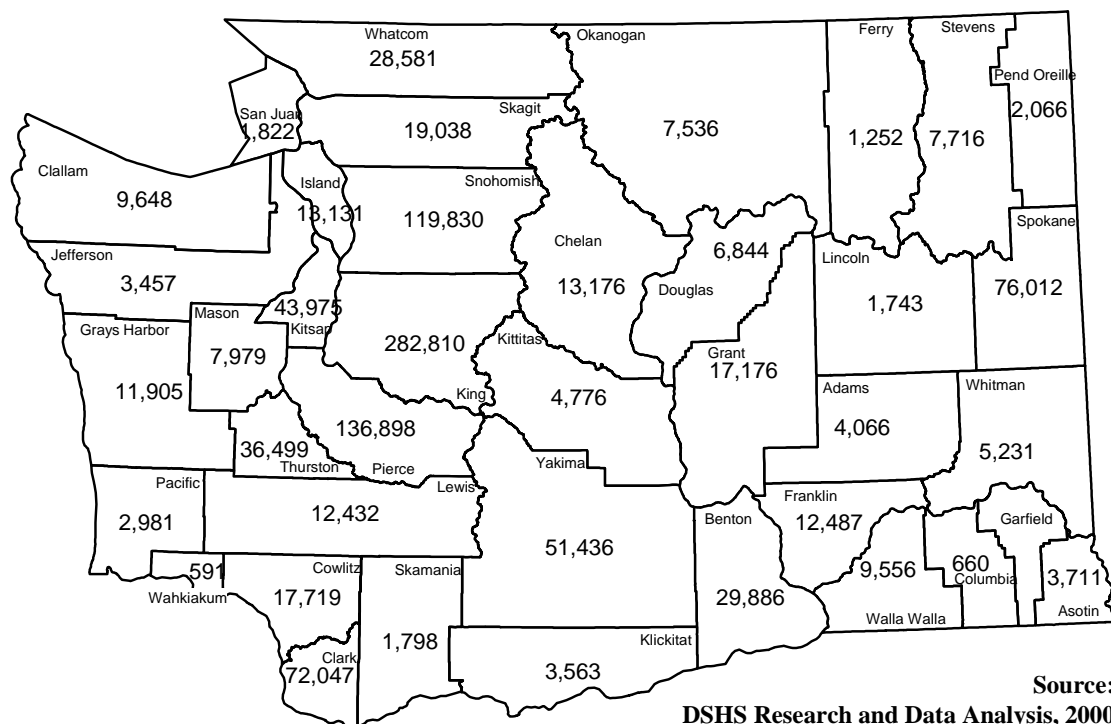 Whatcom
28,581
Okanogan
7,536
Ferry
1,252
Stevens
7,716
Pend Oreille
2,066
San Juan
1,822
Skagit
19,038
Clallam
9,648
Island
13,131
Snohomish
119,830
Chelan
13,176
6,844
Douglas
Lincoln
1,743
Spokane
76,012
Jefferson
3,457
43,975
Kitsap
Mason
7,979
Grays Harbor
11,905
282,810
King
Kittitas
4,776
Grant
17,176
Adams
4,066
Whitman
5,231
136,898
Pierce
36,499
Thurston
Pacific
2,981
Lewis
12,432
Yakima
51,436
Benton
29,886
Franklin
12,487
Garfield
9,556
Walla Walla
660
Columbia
3,711
Asotin
591
Wahkiakum
Cowlitz
17,719
Skamania
1,798
Klickitat
3,563
Clark
72,047
Source:
DSHS Research and Data Analysis, 2000